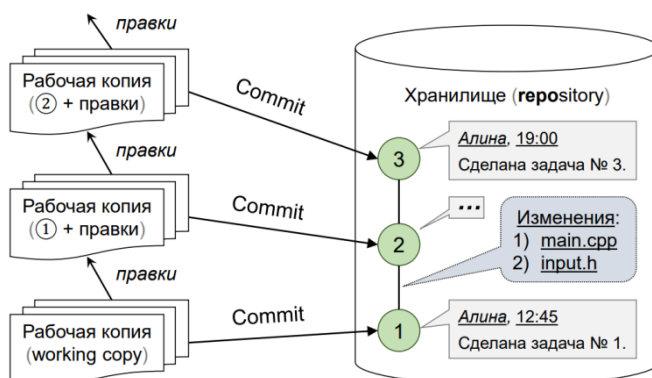 правки
Рабочая копия
(② + правки)
правки
Рабочая копия
(① + правки)
правки
Рабочая копия
(working copy)
Commit
Commit
Commit
Хранилище (repository)
3
Алина, 19:00
Сделана задача № 3.
...
2
Изменения:
1) main.cpp
2) input.h
1
Алина, 12:45
Сделана задача № 1.